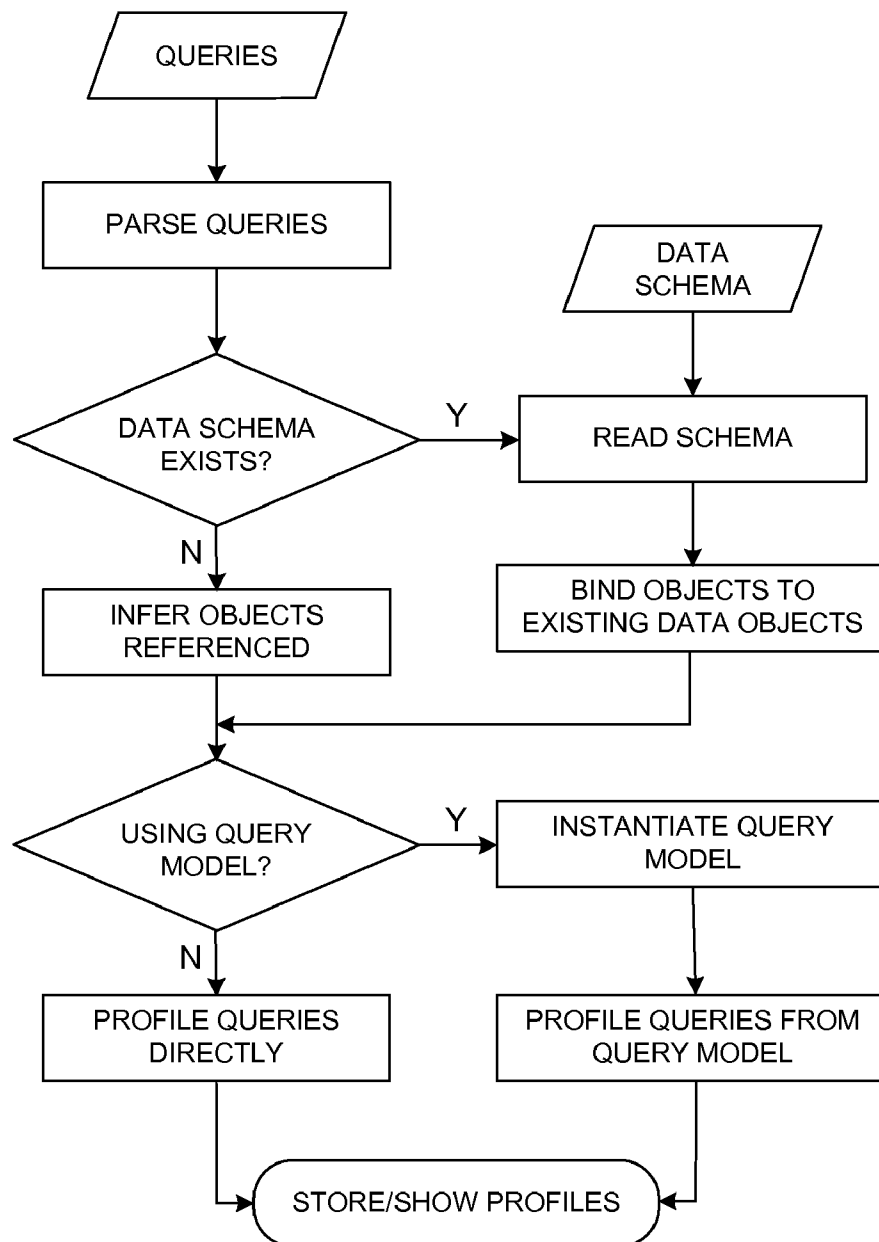 QUERIES
PARSE QUERIES
DATA
SCHEMA
DATA SCHEMA
EXISTS?
Y
READ SCHEMA
N
INFER OBJECTS
REFERENCED
BIND OBJECTS TO
EXISTING DATA OBJECTS
USING QUERY
MODEL?
Y
INSTANTIATE QUERY
MODEL
N
PROFILE QUERIES
DIRECTLY
PROFILE QUERIES FROM
QUERY MODEL
STORE/SHOW PROFILES